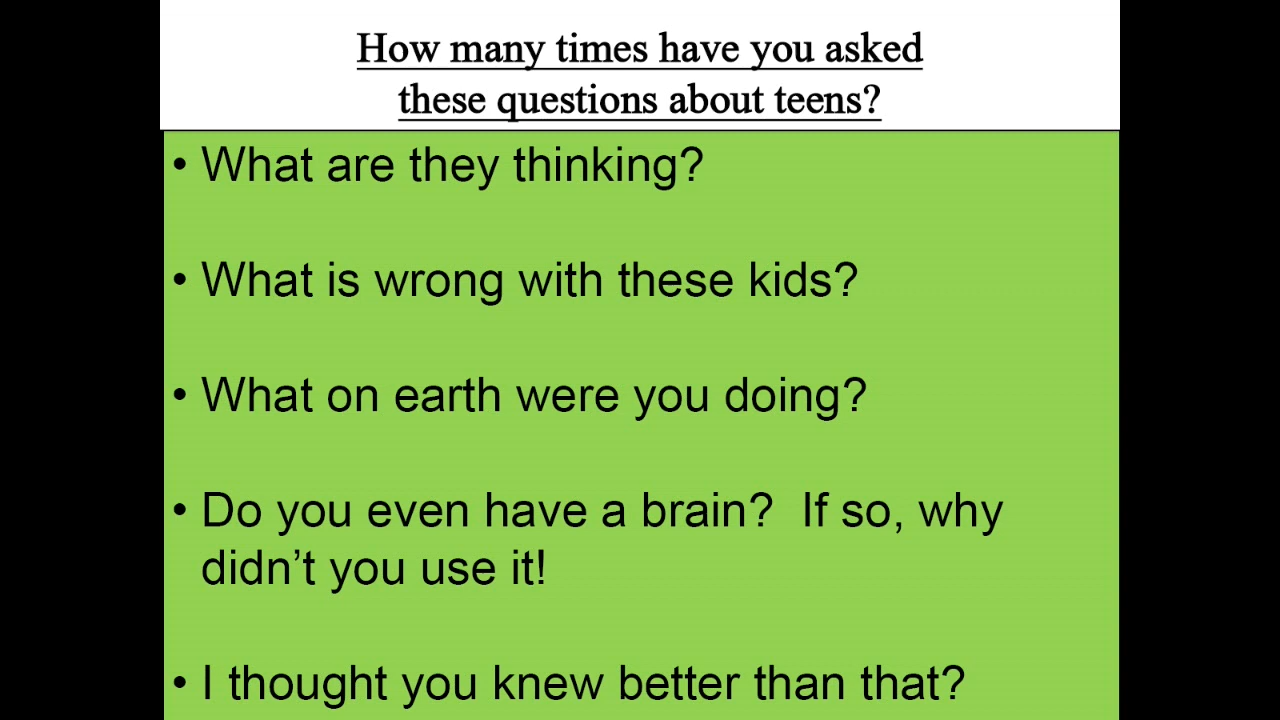 How many times have you asked
these questions about teens?
• What are they thinking?
• What is wrong with these kids?
• What on earth were you doing?
• Do you even have a brain?  If so, why
didn’t you use it!
• I thought you knew better than that?